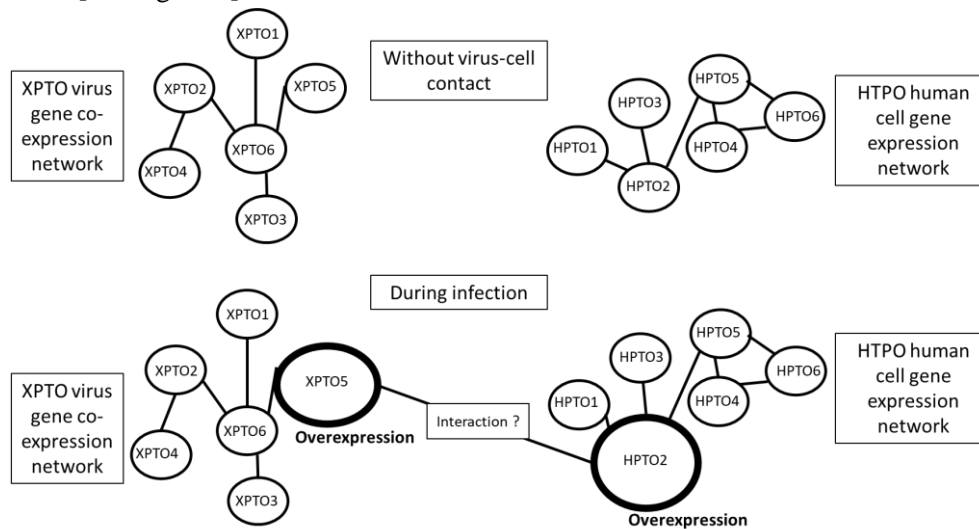 XPTO1
XPTO2
XPTO5
XPTO4
XPTO6
XPTO3
XPTO virus
gene co-
expression
network
Without virus-cell
contact
HPTO5
HPTO3
HPTO6
HPTO1
HPTO4
HPTO2
HTPO human
cell gene
expression
network
During infection
XPTO virus
gene co-
expression
network
XPTO1
XPTO2
XPTO5
XPTO6
XPTO4
XPTO3
Overexpression
Interaction ?
HPTO5
HPTO3
HPTO6
HPTO1
HPTO4
HPTO2
Overexpression
HTPO human
cell gene
expression
network